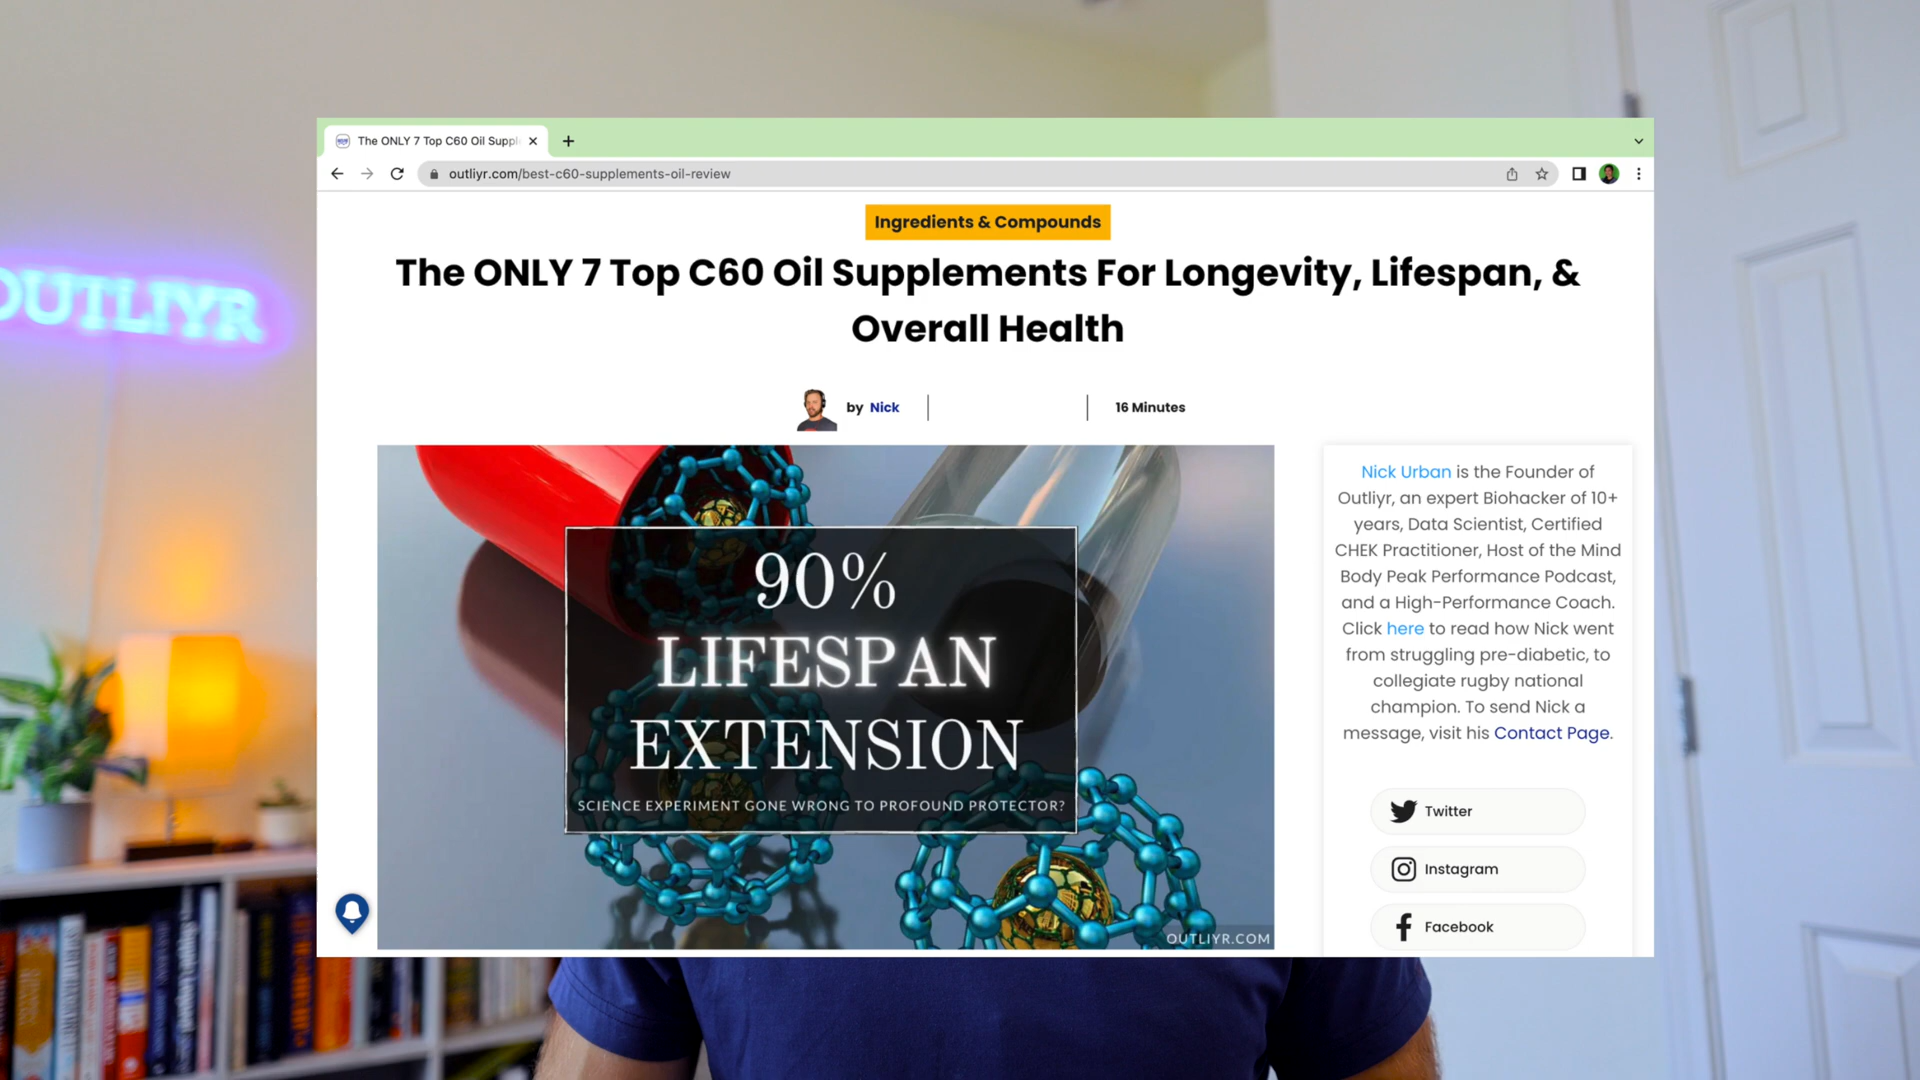 OUTLIYR
The ONLY 7 Top C60 Oil Suppl
outliyr.com/best-c60-supplements-oil-review
Ingredients & Compounds
The ONLY 7 Top C60 Oil Supplements For Longevity, Lifespan, &
Overall Health
by Nick
16 Minutes
90%
LIFESPAN
EXTENSION
SCIENCE EXPERIMENT GONE WRONG TO PROFOUND PROTECTOR?
OUTLIYR.COM
Nick Urban is the Founder of
Outliyr, an expert Biohacker of 10+
years, Data Scientist, Certified
CHEK Practitioner, Host of the Mind
Body Peak Performance Podcast,
and a High-Performance Coach.
Click here to read how Nick went
from struggling pre-diabetic, to
collegiate rugby national
champion. To send Nick a
message, visit his Contact Page.
Twitter
Instagram
Facebook